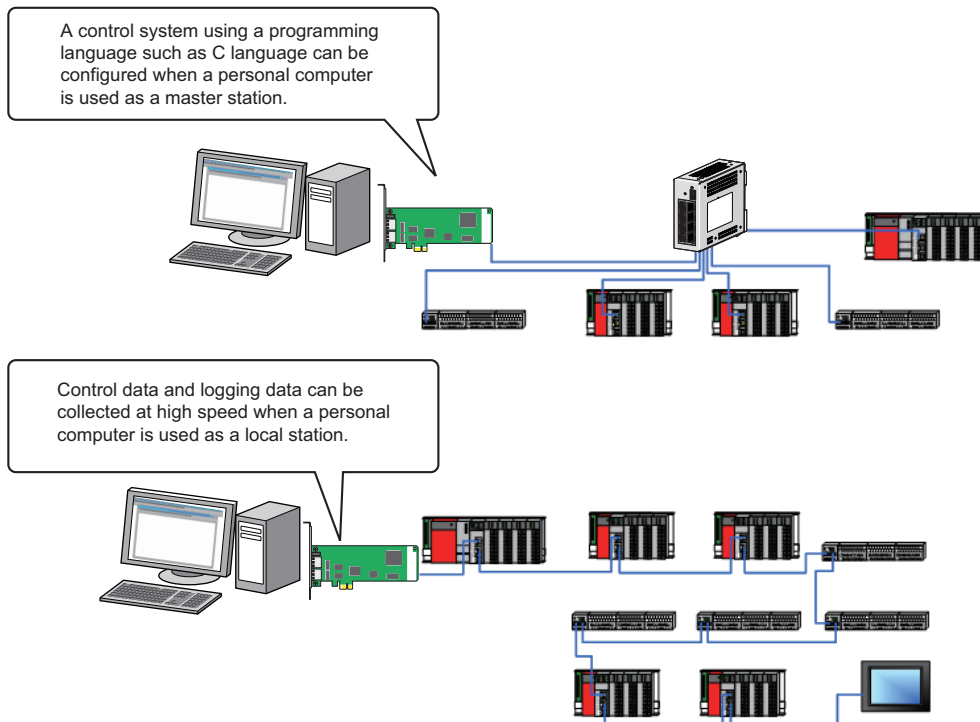 A control system using a programming
language such as C language can be
configured when a personal computer
is used as a master station.
Control data and logging data can be
collected at high speed when a personal
computer is used as a local station.